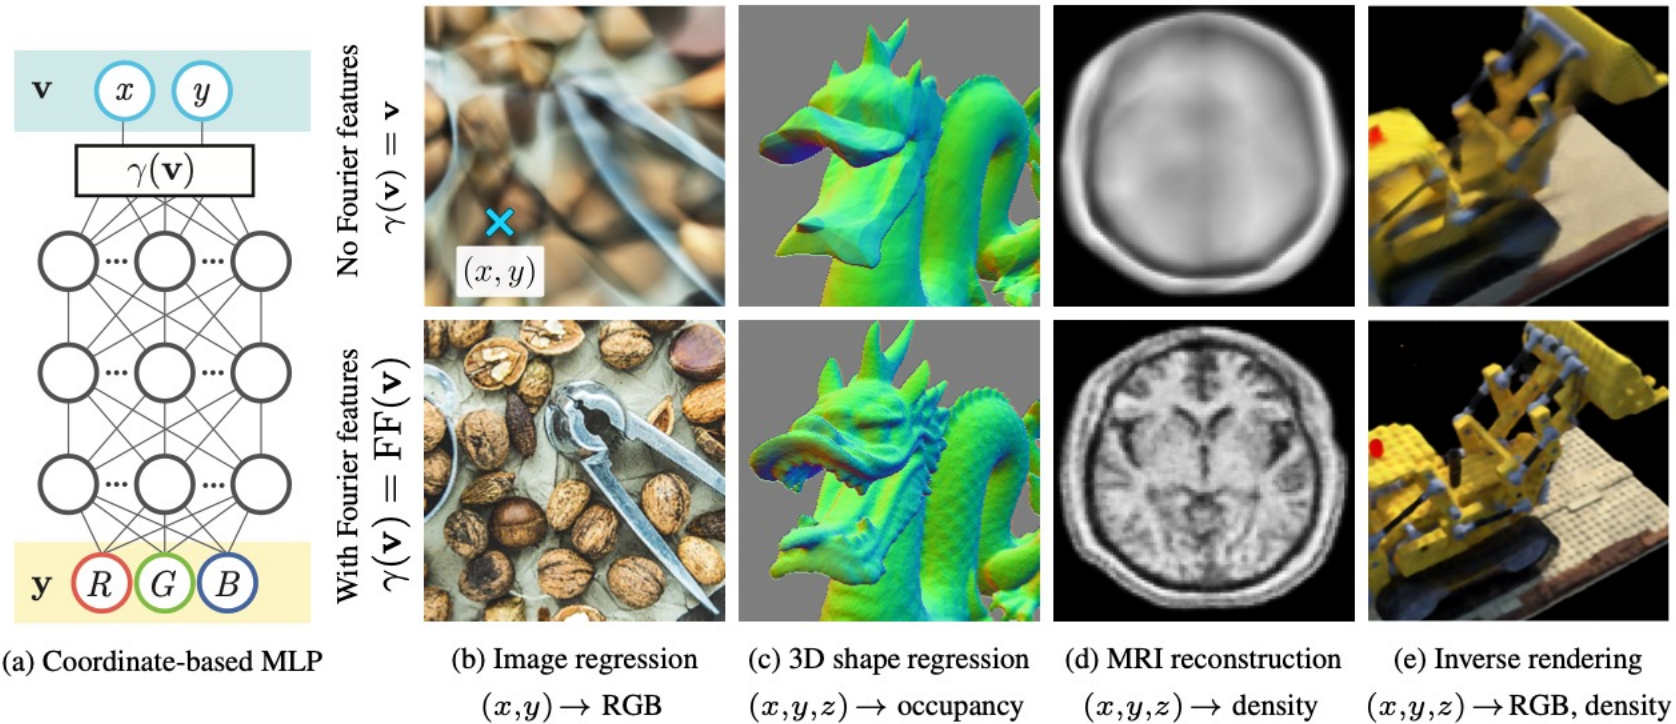 v x y
γ(v)
y R G B
(a) Coordinate-based MLP
No Fourier features
γ(v) = v
With Fourier features
γ(v) = FF(v)
(x, y)
(b) Image regression
(x,y) → RGB
(c) 3D shape regression
(x,y,z) → occupancy
(d) MRI reconstruction
(x,y,z) → density
(e) Inverse rendering
(x,y,z) → RGB, density